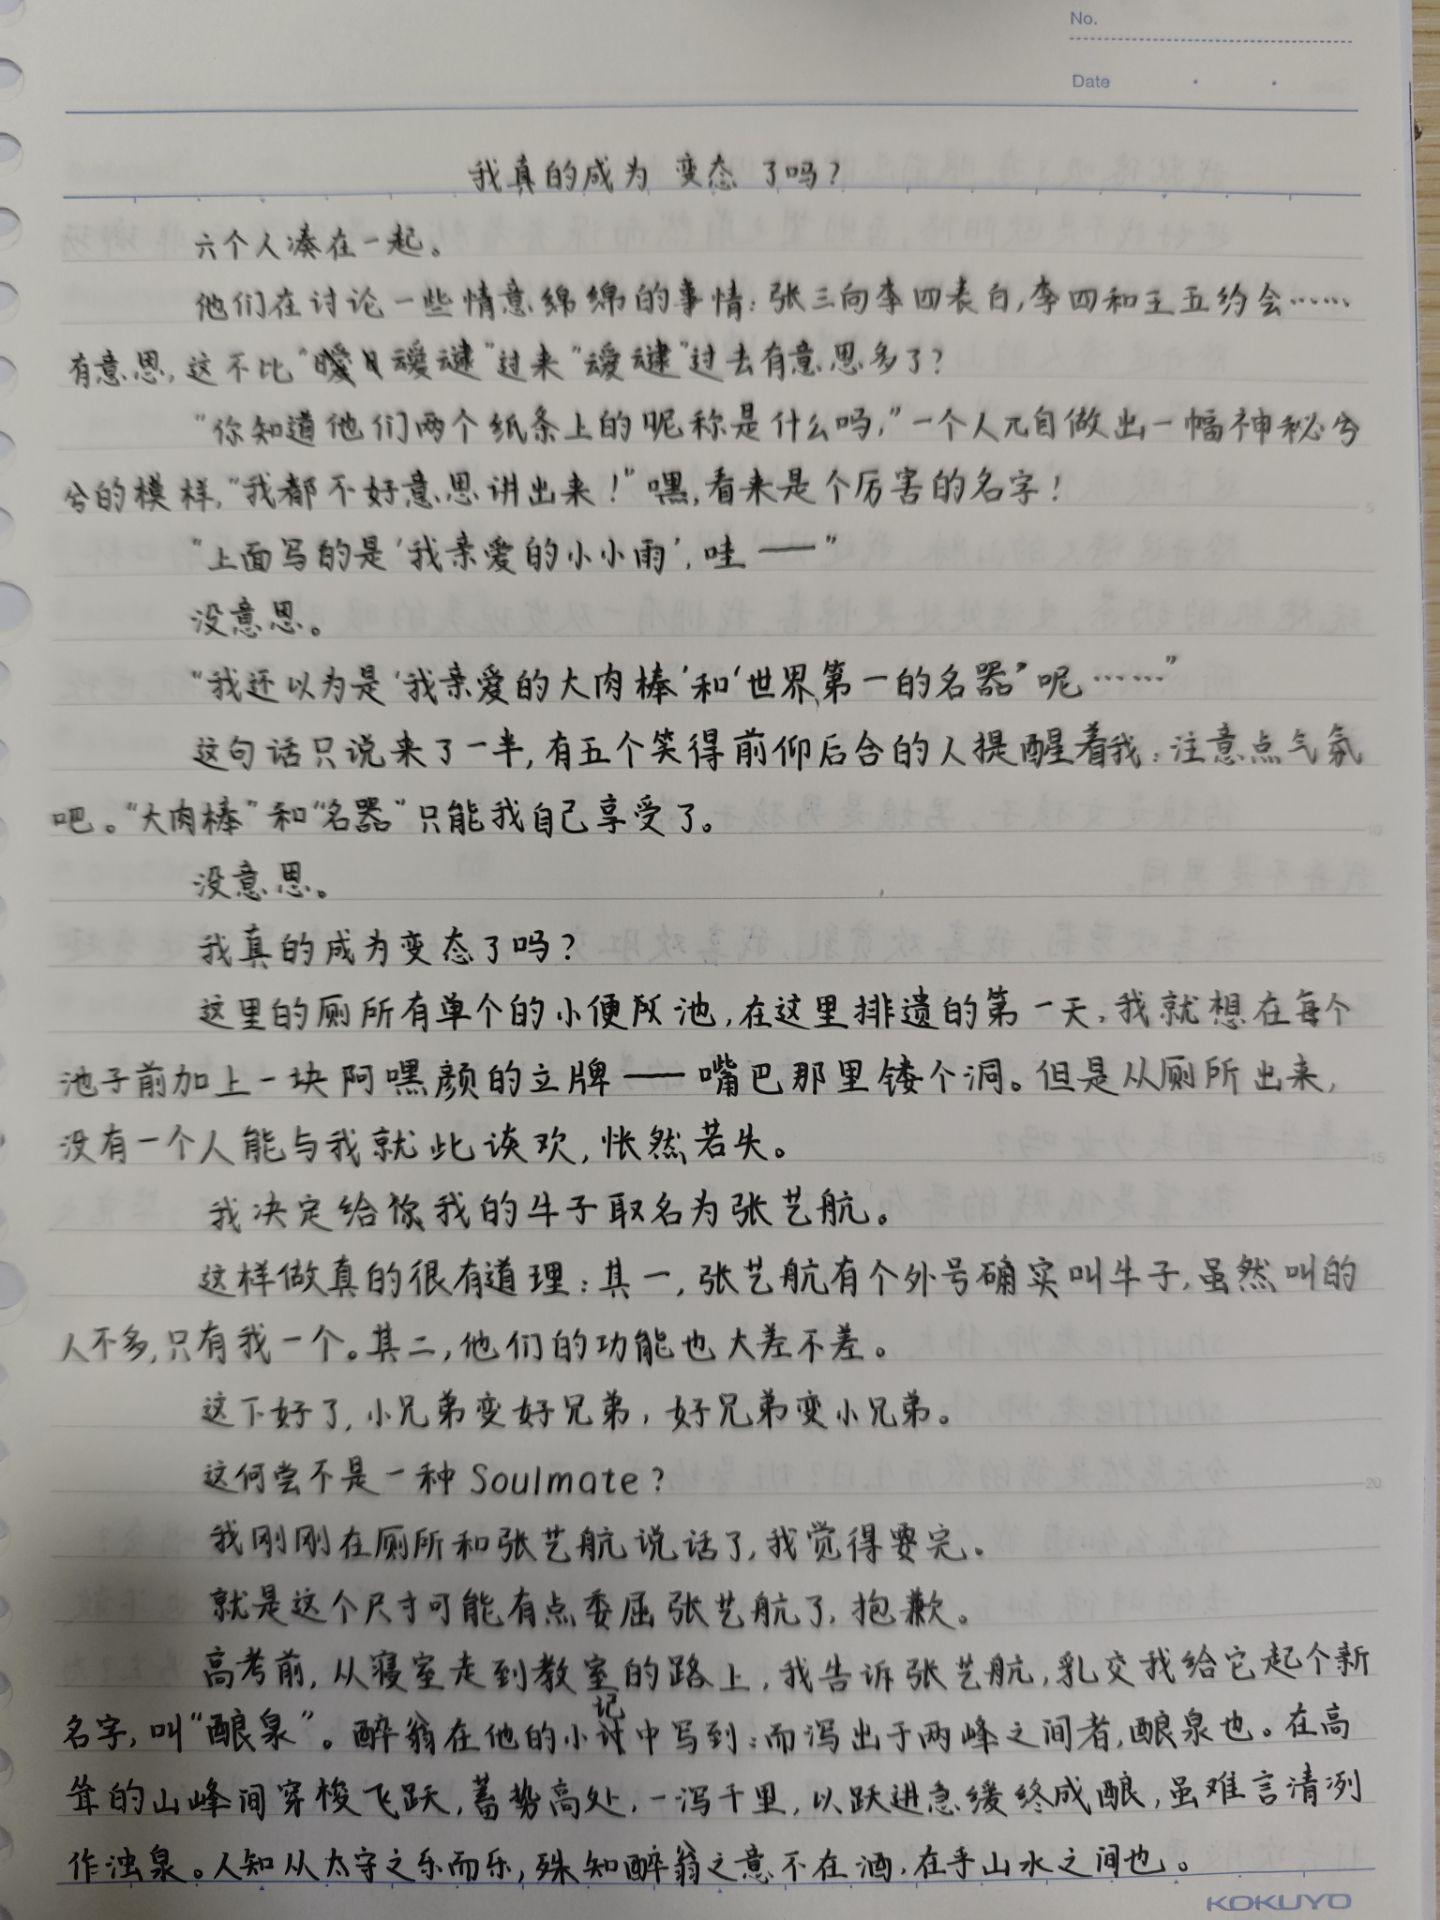 No.
Date
我真的成为 变态 了吗？
六个人凑在一起。
他们在讨论一些情意绵绵的事情：张三向李四表白，李四和王五约会……
有意思，这不比“叆叇”过来“叆叇”过去有意思多了？
“你知道他们两个纸条上的昵称是什么吗，”一个人兀自做出一幅神秘兮
兮的模样，“我都不好意思讲出来！”嘿，看来是个厉害的名字！
“上面写的是‘我亲爱的小小雨’，哇——”
没意思。
“我还以为是‘我亲爱的大肉棒’和‘世界第一的名器’呢……”
这句话只说来了一半，有五个笑得前仰后合的人提醒着我：注意点气氛
吧。“大肉棒”和“名器”只能我自己享受了。
没意思。
我真的成为变态了吗？
这里的厕所有单个的小便池，在这里排遗的第一天，我就想在每个
池子前加上一块阿嘿颜的立牌——嘴巴那里镂个洞。但是从厕所出来，
没有一个人能与我就此谈欢，怅然若失。
我决定给我的牛子取名为张艺航。
这样做真的很有道理：其一，张艺航有个外号确实叫牛子，虽然叫的
人不多，只有我一个。其二，他们的功能也大差不差。
这下好了，小兄弟变好兄弟，好兄弟变小兄弟。
这何尝不是一种Soulmate？
我刚刚在厕所和张艺航说话了，我觉得要完。
就是这个尺寸可能有点委屈张艺航了，抱歉。
高考前，从寝室走到教室的路上，我告诉张艺航，乳交我给它起个新
名字，叫“酿泉”。醉翁在他的小记中写到：而泻出于两峰之间者，酿泉也。在高
耸的山峰间穿梭飞跃，蓄势高处，一泻千里，以跃进急缓终成酿，虽难言清冽
作浊泉。人知从太守之乐而乐，殊知醉翁之意不在酒，在乎山水之间也。
KOKUYO